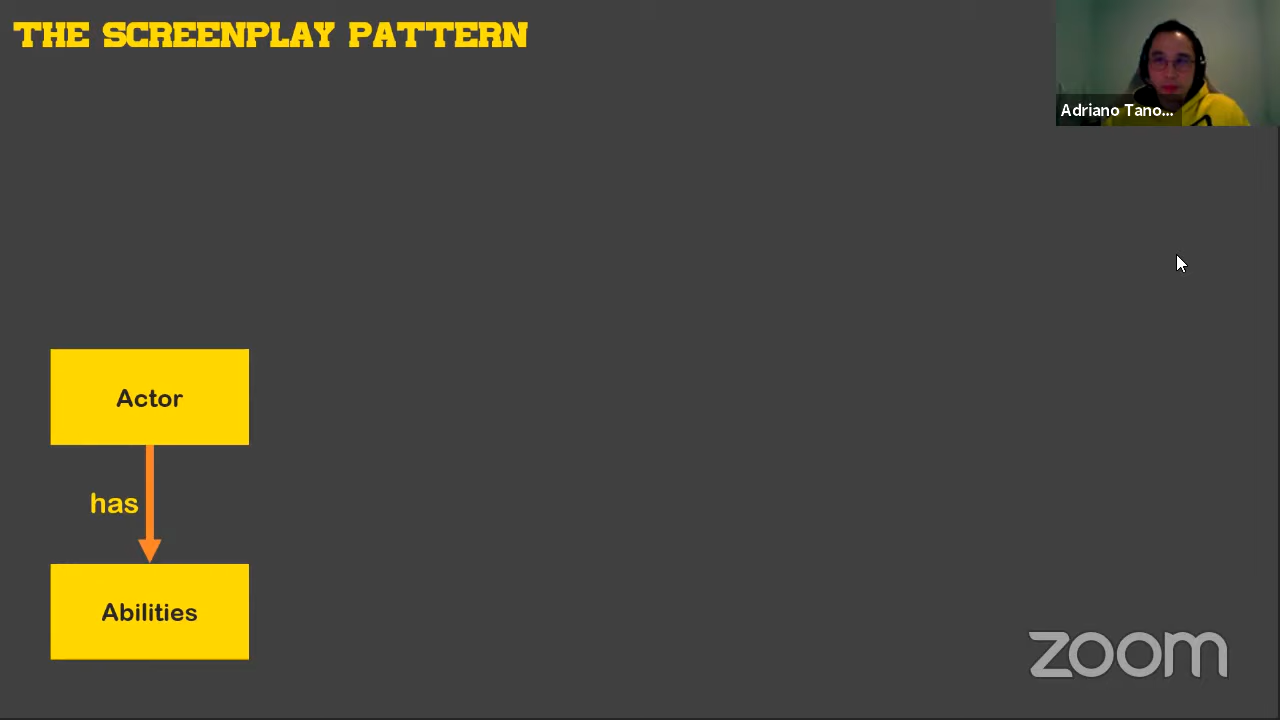 THE SCREENPLAY PATTERN
Adriano Tano...
Actor
has
Abilities
zoom